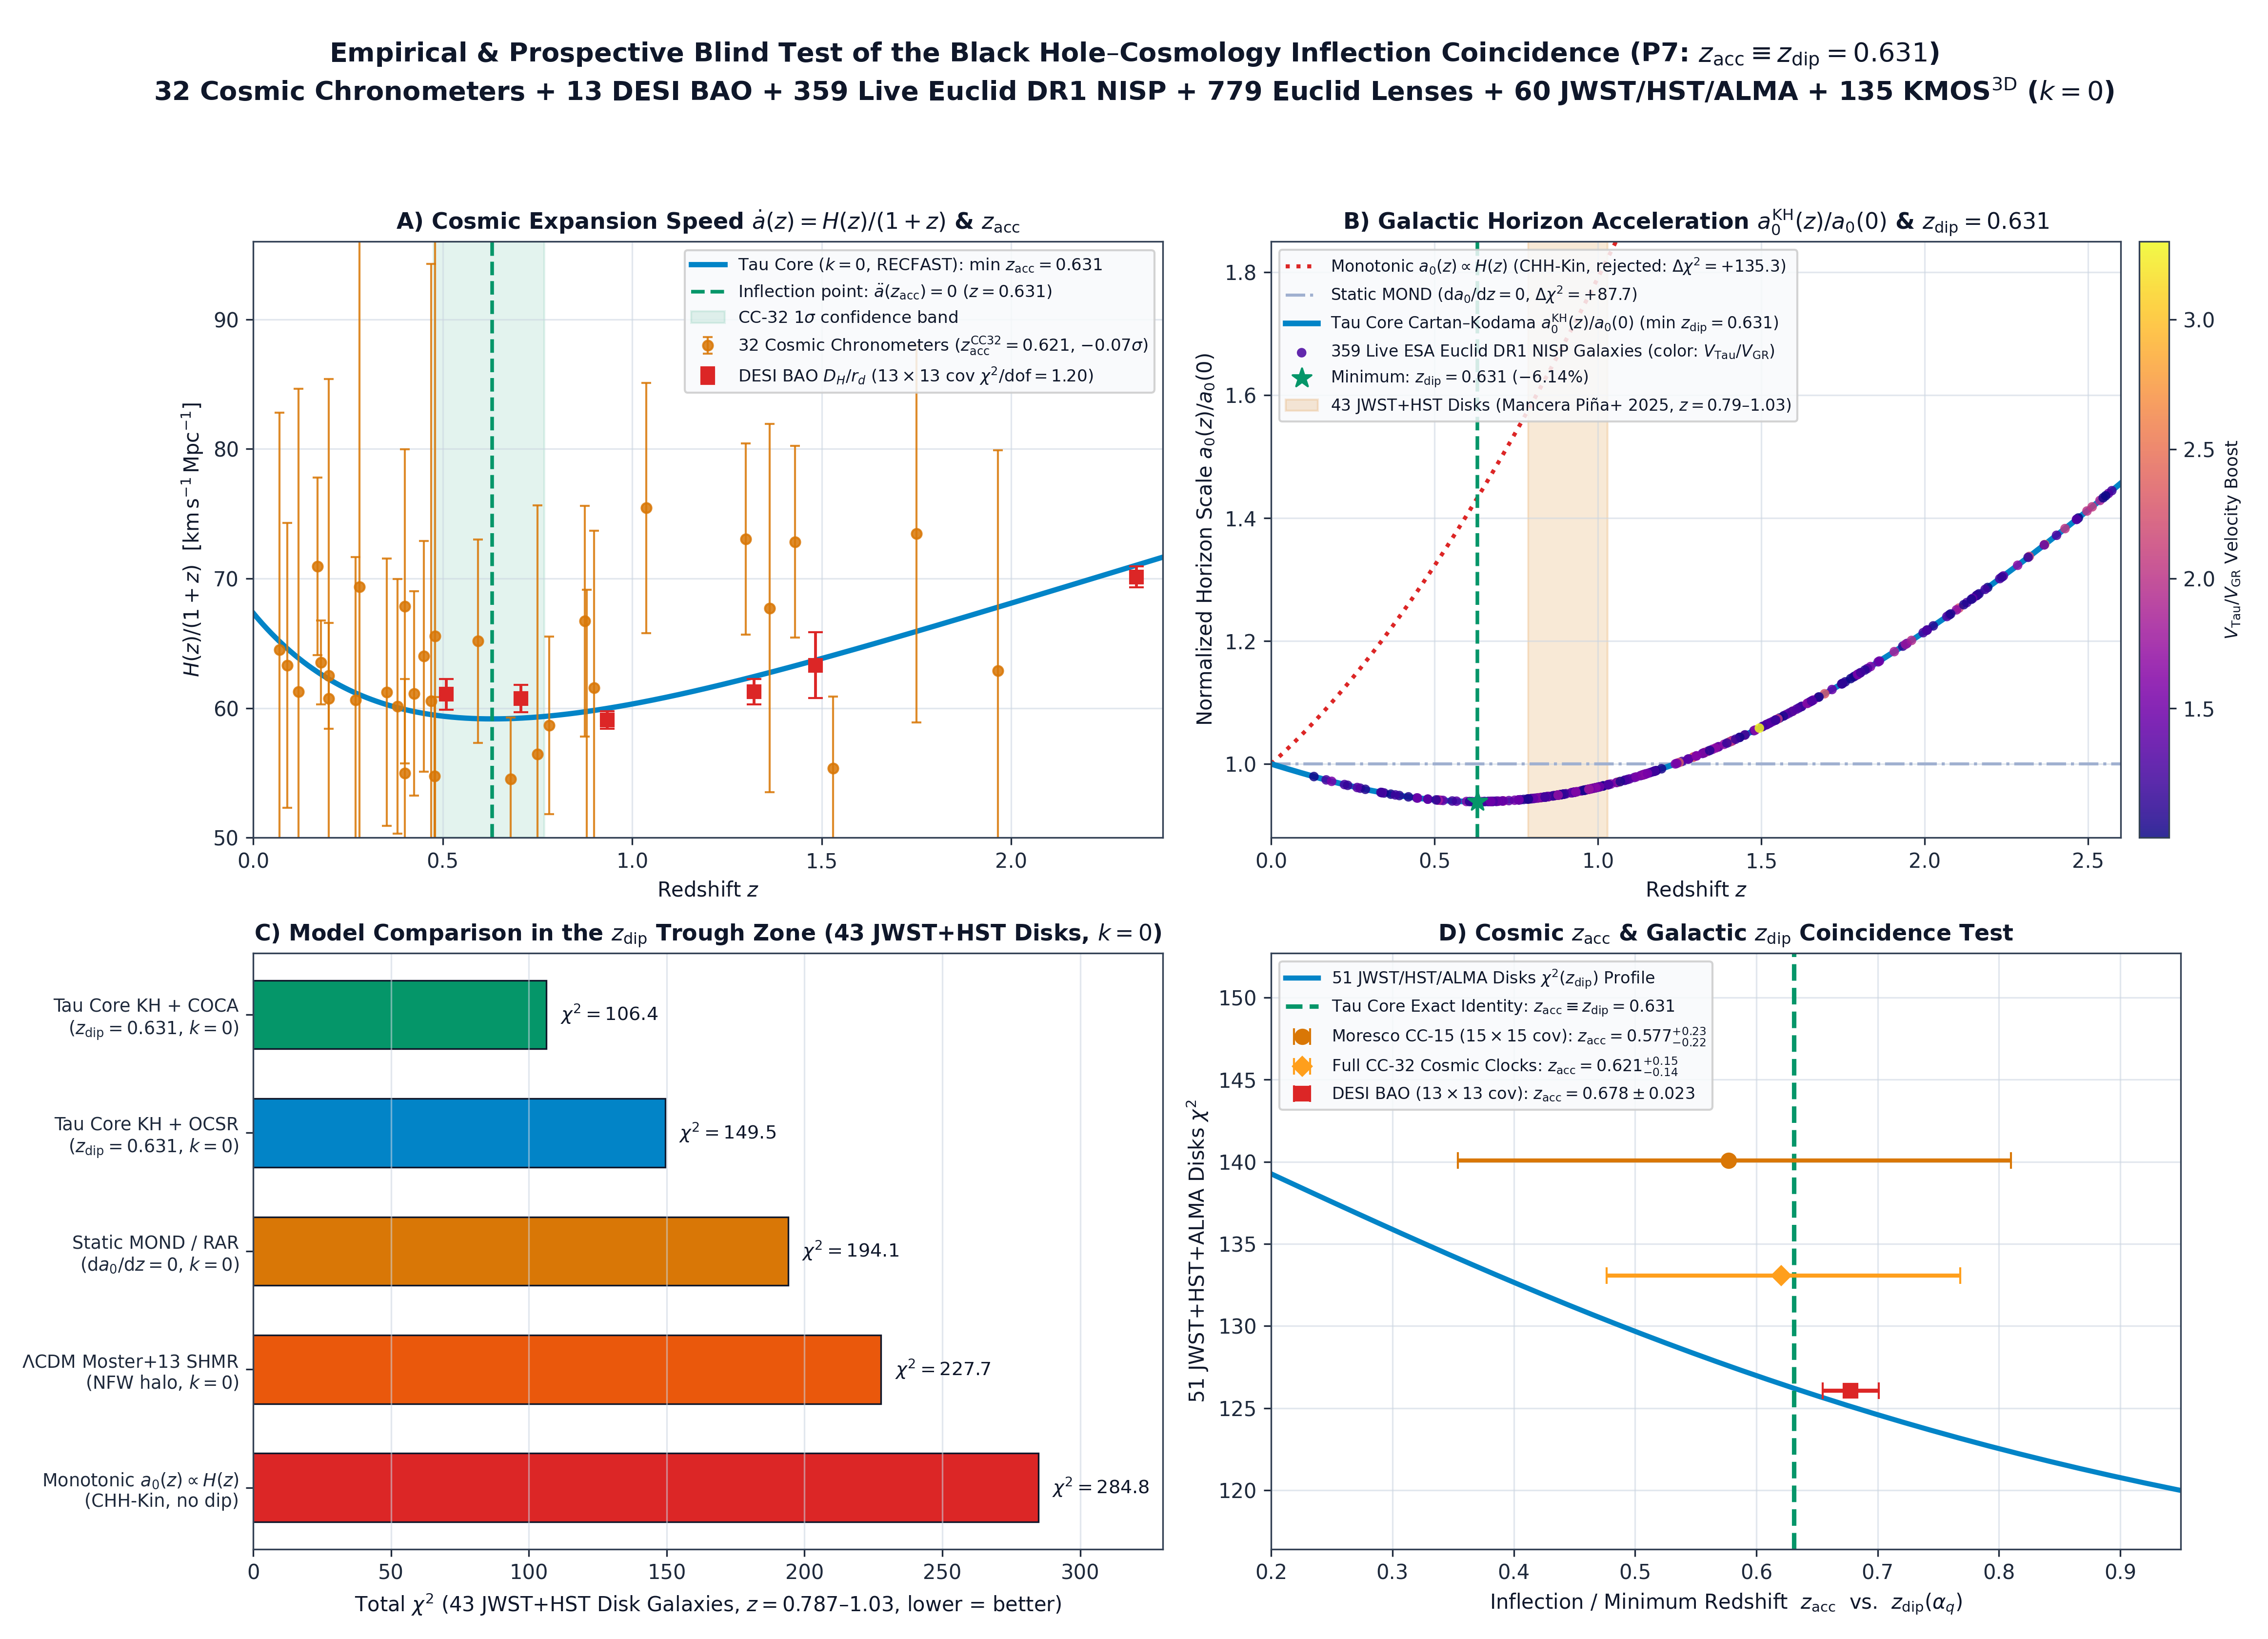 Empirical & Prospective Blind Test of the Black Hole–Cosmology Inflection Coincidence (P7: z_acc ≡ z_dip = 0.631)
32 Cosmic Chronometers + 13 DESI BAO + 359 Live Euclid DR1 NISP + 779 Euclid Lenses + 60 JWST/HST/ALMA + 135 KMOS^3D (k = 0)
A) Cosmic Expansion Speed ȧ(z) = H(z)/(1 + z) & z_acc
Tau Core (k = 0, RECFAST): min z_acc = 0.631
Inflection point: ä(z_acc) = 0 (z = 0.631)
CC-32 1σ confidence band
32 Cosmic Chronometers (z_acc^CC32 = 0.621, −0.07σ)
DESI BAO D_H/r_d (13 × 13 cov χ²/dof = 1.20)
H(z)/(1 + z) [km s⁻¹ Mpc⁻¹]
90
80
70
60
50
0.0 0.5 1.0 1.5 2.0
Redshift z
B) Galactic Horizon Acceleration a_0^KH(z)/a_0(0) & z_dip = 0.631
Monotonic a_0(z) ∝ H(z) (CHH-Kin, rejected: Δχ² = +135.3)
Static MOND (da_0/dz = 0, Δχ² = +87.7)
Tau Core Cartan–Kodama a_0^KH(z)/a_0(0) (min z_dip = 0.631)
359 Live ESA Euclid DR1 NISP Galaxies (color: V_Tau/V_GR)
Minimum: z_dip = 0.631 (−6.14%)
43 JWST+HST Disks (Mancera Piña+ 2025, z = 0.79–1.03)
Normalized Horizon Scale a_0(z)/a_0(0)
1.8
1.6
1.4
1.2
1.0
0.0 0.5 1.0 1.5 2.0 2.5
Redshift z
3.0
2.5
2.0
1.5
V_Tau/V_GR Velocity Boost
C) Model Comparison in the z_dip Trough Zone (43 JWST+HST Disks, k = 0)
Tau Core KH + COCA
(z_dip = 0.631, k = 0)
χ² = 106.4
Tau Core KH + OCSR
(z_dip = 0.631, k = 0)
χ² = 149.5
Static MOND / RAR
(da_0/dz = 0, k = 0)
χ² = 194.1
ΛCDM Moster+13 SHMR
(NFW halo, k = 0)
χ² = 227.7
Monotonic a_0(z) ∝ H(z)
(CHH-Kin, no dip)
χ² = 284.8
0 50 100 150 200 250 300
Total χ² (43 JWST+HST Disk Galaxies, z = 0.787–1.03, lower = better)
D) Cosmic z_acc & Galactic z_dip Coincidence Test
51 JWST/HST/ALMA Disks χ²(z_dip) Profile
Tau Core Exact Identity: z_acc ≡ z_dip = 0.631
Moresco CC-15 (15 × 15 cov): z_acc = 0.577^+0.23_−0.22
Full CC-32 Cosmic Clocks: z_acc = 0.621^+0.15_−0.14
DESI BAO (13 × 13 cov): z_acc = 0.678 ± 0.023
51 JWST+HST+ALMA Disks χ²
150
145
140
135
130
125
120
0.2 0.3 0.4 0.5 0.6 0.7 0.8 0.9
Inflection / Minimum Redshift z_acc vs. z_dip(α_q)